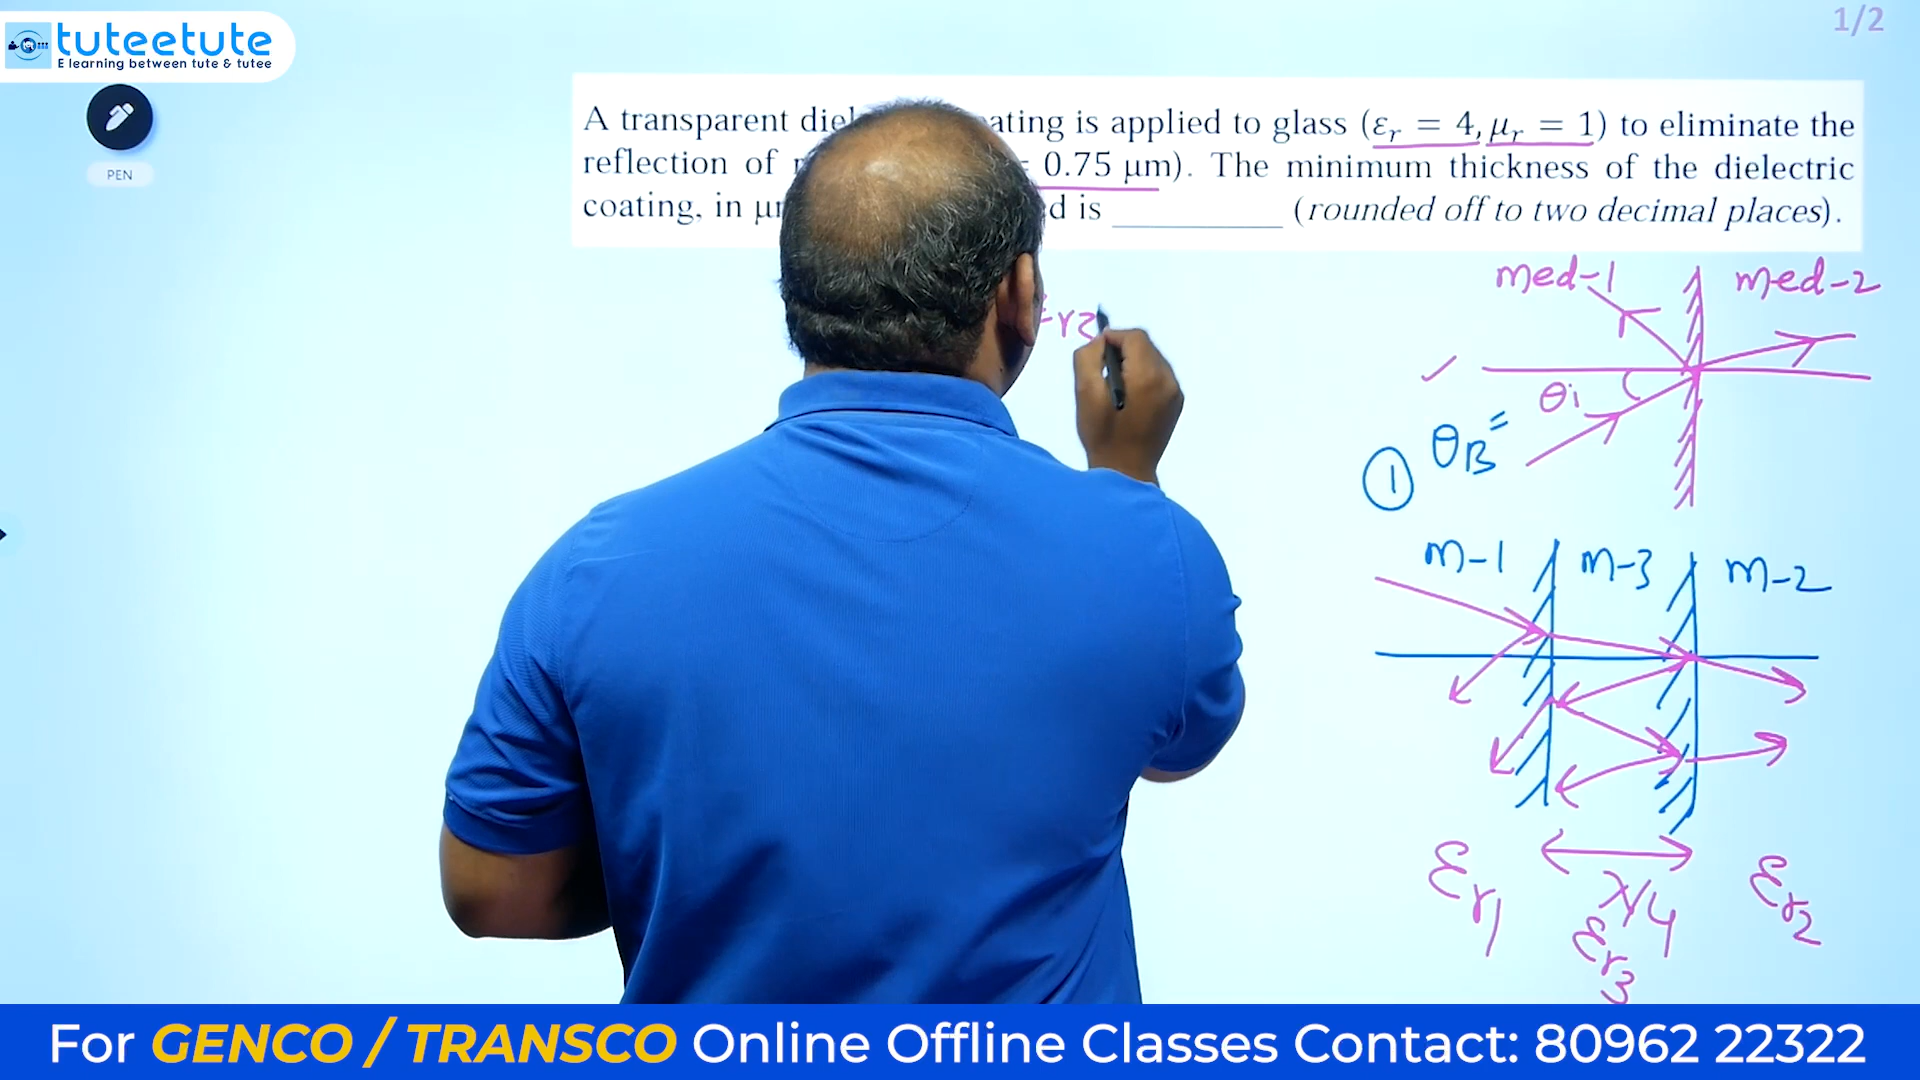 1/2
tuteetute
E learning between tute & tutee
PEN
A transparent ating is applied to glass (εr = 4, μr = 1) to eliminate the
reflection of 0.75 μm). The minimum thickness of the dielectric
coating, in d is __________ (rounded off to two decimal places).
med-1 med-2
θi
① θB =
m-1 m-3 m-2
εr1 λ/4 εr2
εr3
For GENCO / TRANSCO Online Offline Classes Contact: 80962 22322